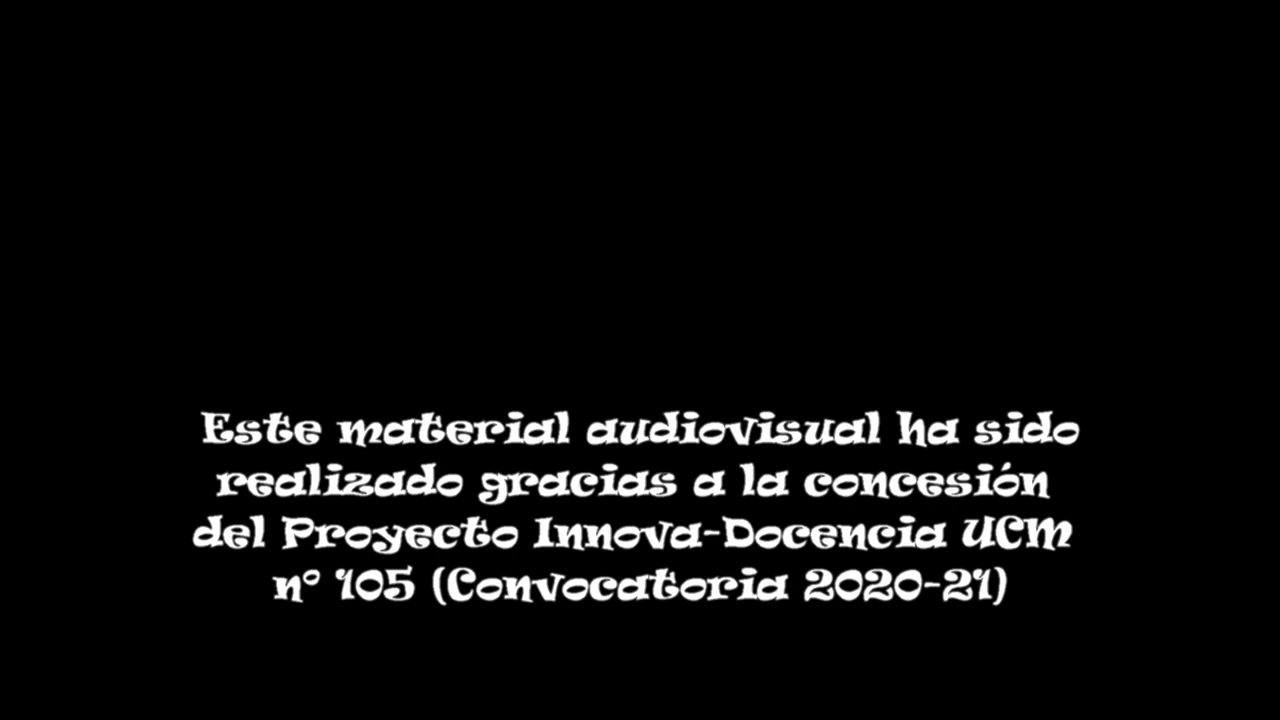 Este material audiovisual ha sido
realizado gracias a la concesión
del Proyecto Innova-Docencia UCM
nº 105 (Convocatoria 2020-21)